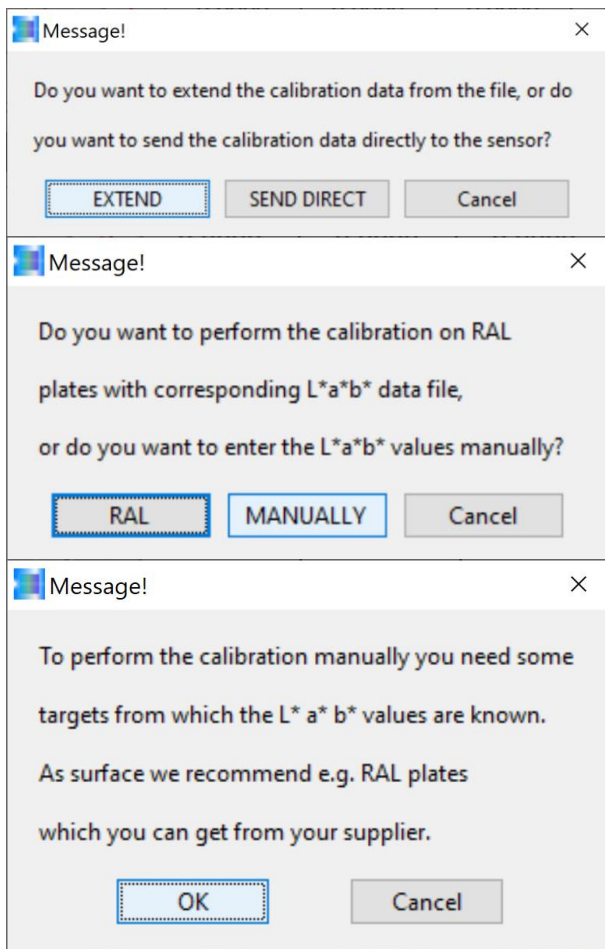 Message!
Do you want to extend the calibration data from the file, or do
you want to send the calibration data directly to the sensor?
EXTEND SEND DIRECT Cancel
Message!
Do you want to perform the calibration on RAL
plates with corresponding L*a*b* data file,
or do you want to enter the L*a*b* values manually?
RAL MANUALLY Cancel
Message!
To perform the calibration manually you need some
targets from which the L* a* b* values are known.
As surface we recommend e.g. RAL plates
which you can get from your supplier.
OK Cancel